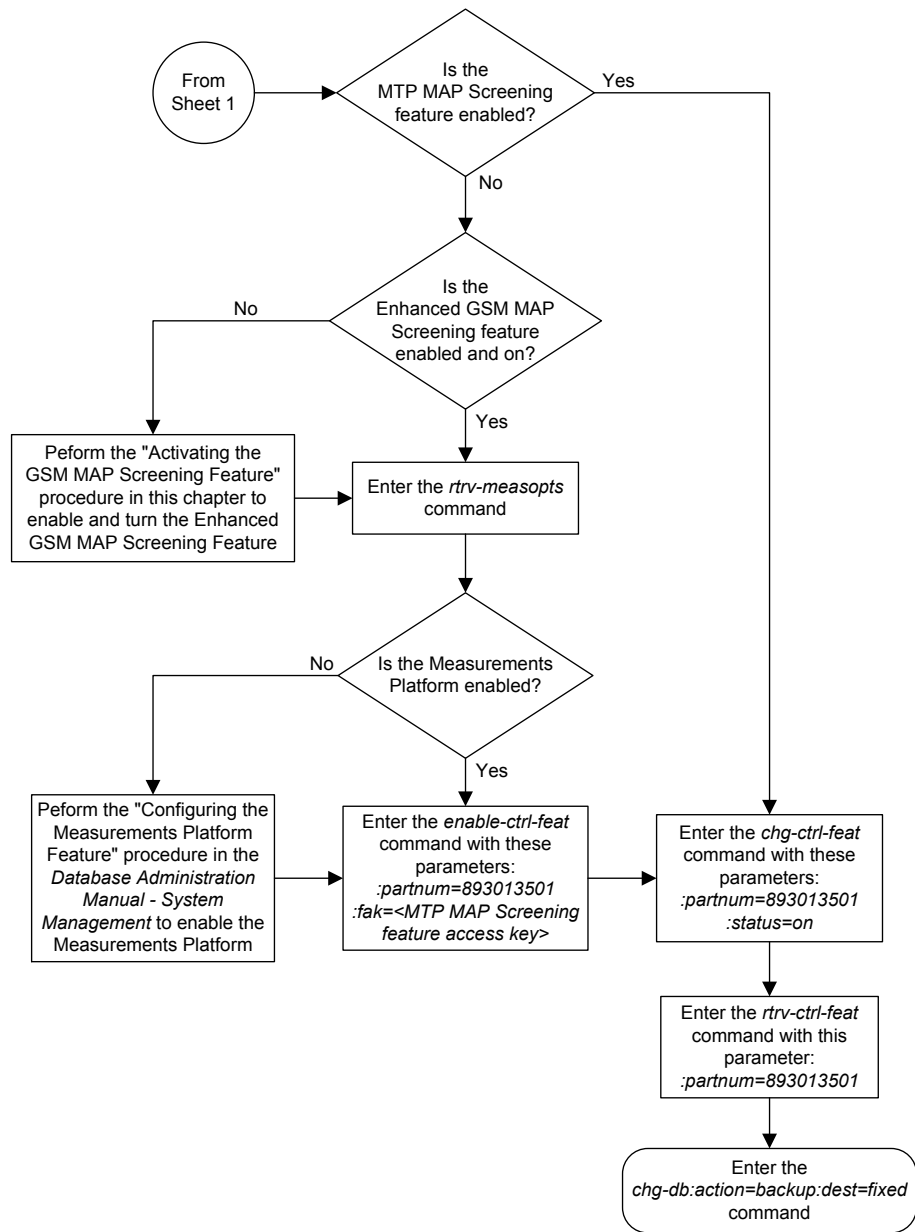 From
Sheet 1
Is the
MTP MAP Screening
feature enabled?
Yes
No
Is the
Enhanced GSM MAP
Screening feature
enabled and on?
No
Yes
Peform the "Activating the
GSM MAP Screening Feature"
procedure in this chapter to
enable and turn the Enhanced
GSM MAP Screening Feature
Enter the rtrv-measopts
command
Is the Measurements
Platform enabled?
No
Yes
Peform the "Configuring the
Measurements Platform
Feature" procedure in the
Database Administration
Manual - System
Management to enable the
Measurements Platform
Enter the enable-ctrl-feat
command with these
parameters:
:partnum=893013501
:fak=<MTP MAP Screening
feature access key>
Enter the chg-ctrl-feat
command with these
parameters:
:partnum=893013501
:status=on
Enter the rtrv-ctrl-feat
command with this
parameter:
:partnum=893013501
Enter the
chg-db:action=backup:dest=fixed
command